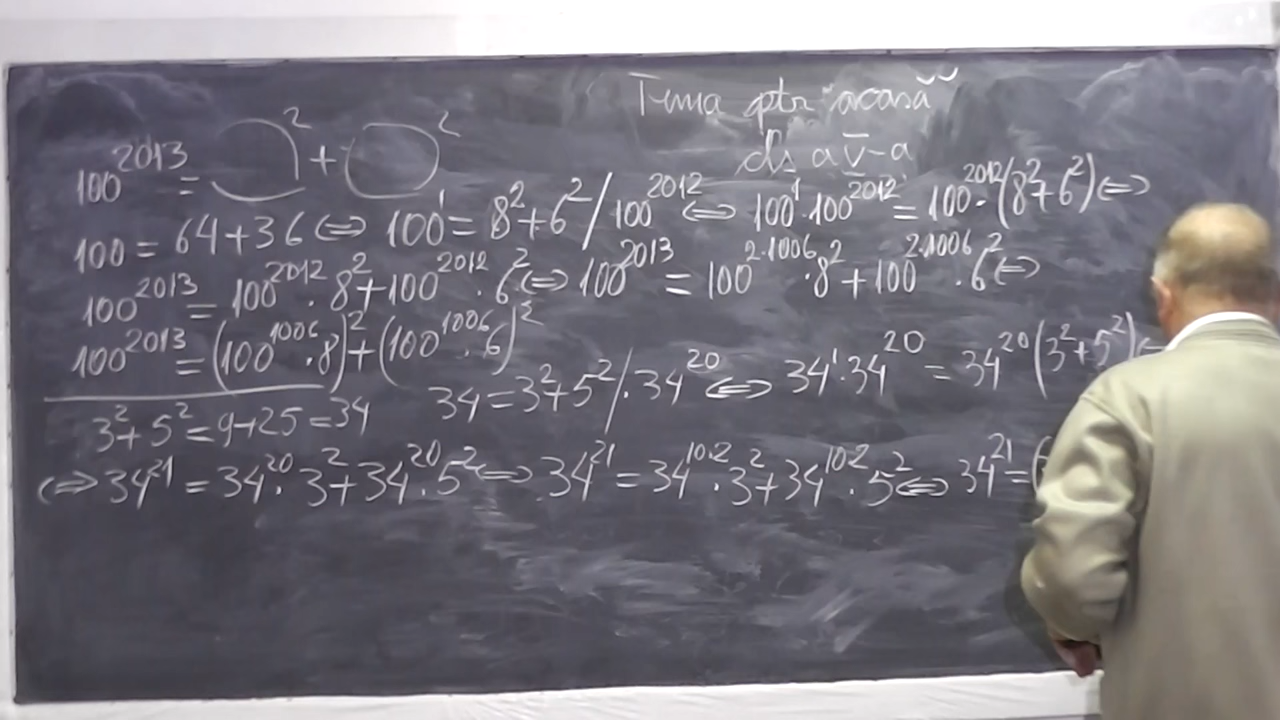 Tema ptr acasă
cls a V-a
100^2013 = ◯^2 + ◯^2
100 = 64+36 ⇔ 100^1 = 8^2+6^2 / 100^2012 ⇔ 100^1·100^2012 = 100^2012·(8^2+6^2) ⇔
100^2013 = 100^2012·8^2+100^2012·6^2 ⇔ 100^2013 = 100^2·1006·8^2+100^2·1006·6^2 ⇔
100^2013 = (100^1006·8)^2+(100^1006·6)^2
34 = 3^2+5^2/·34^20 ⇔ 34^1·34^20 = 34^20(3^2+5^2)
3^2+5^2=9+25=34
⇔ 34^21 = 34^20·3^2+34^20·5^2 ⇔ 34^21 = 34^10·2·3^2+34^10·2·5^2 ⇔ 34^21=(